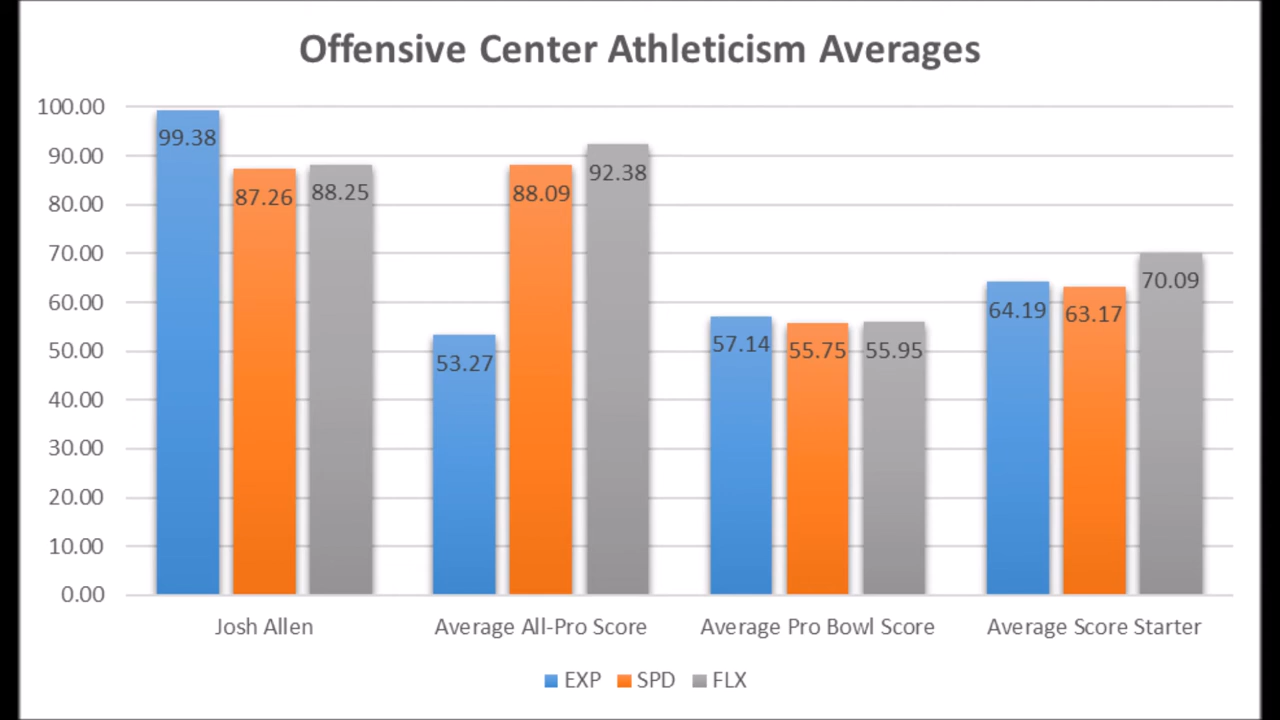 Offensive Center Athleticism Averages
100.00
90.00
80.00
70.00
60.00
50.00
40.00
30.00
20.00
10.00
0.00
99.38
87.26
88.25
53.27
88.09
92.38
57.14
55.75
55.95
64.19
63.17
70.09
Josh Allen
Average All-Pro Score
Average Pro Bowl Score
Average Score Starter
EXP
SPD
FLX